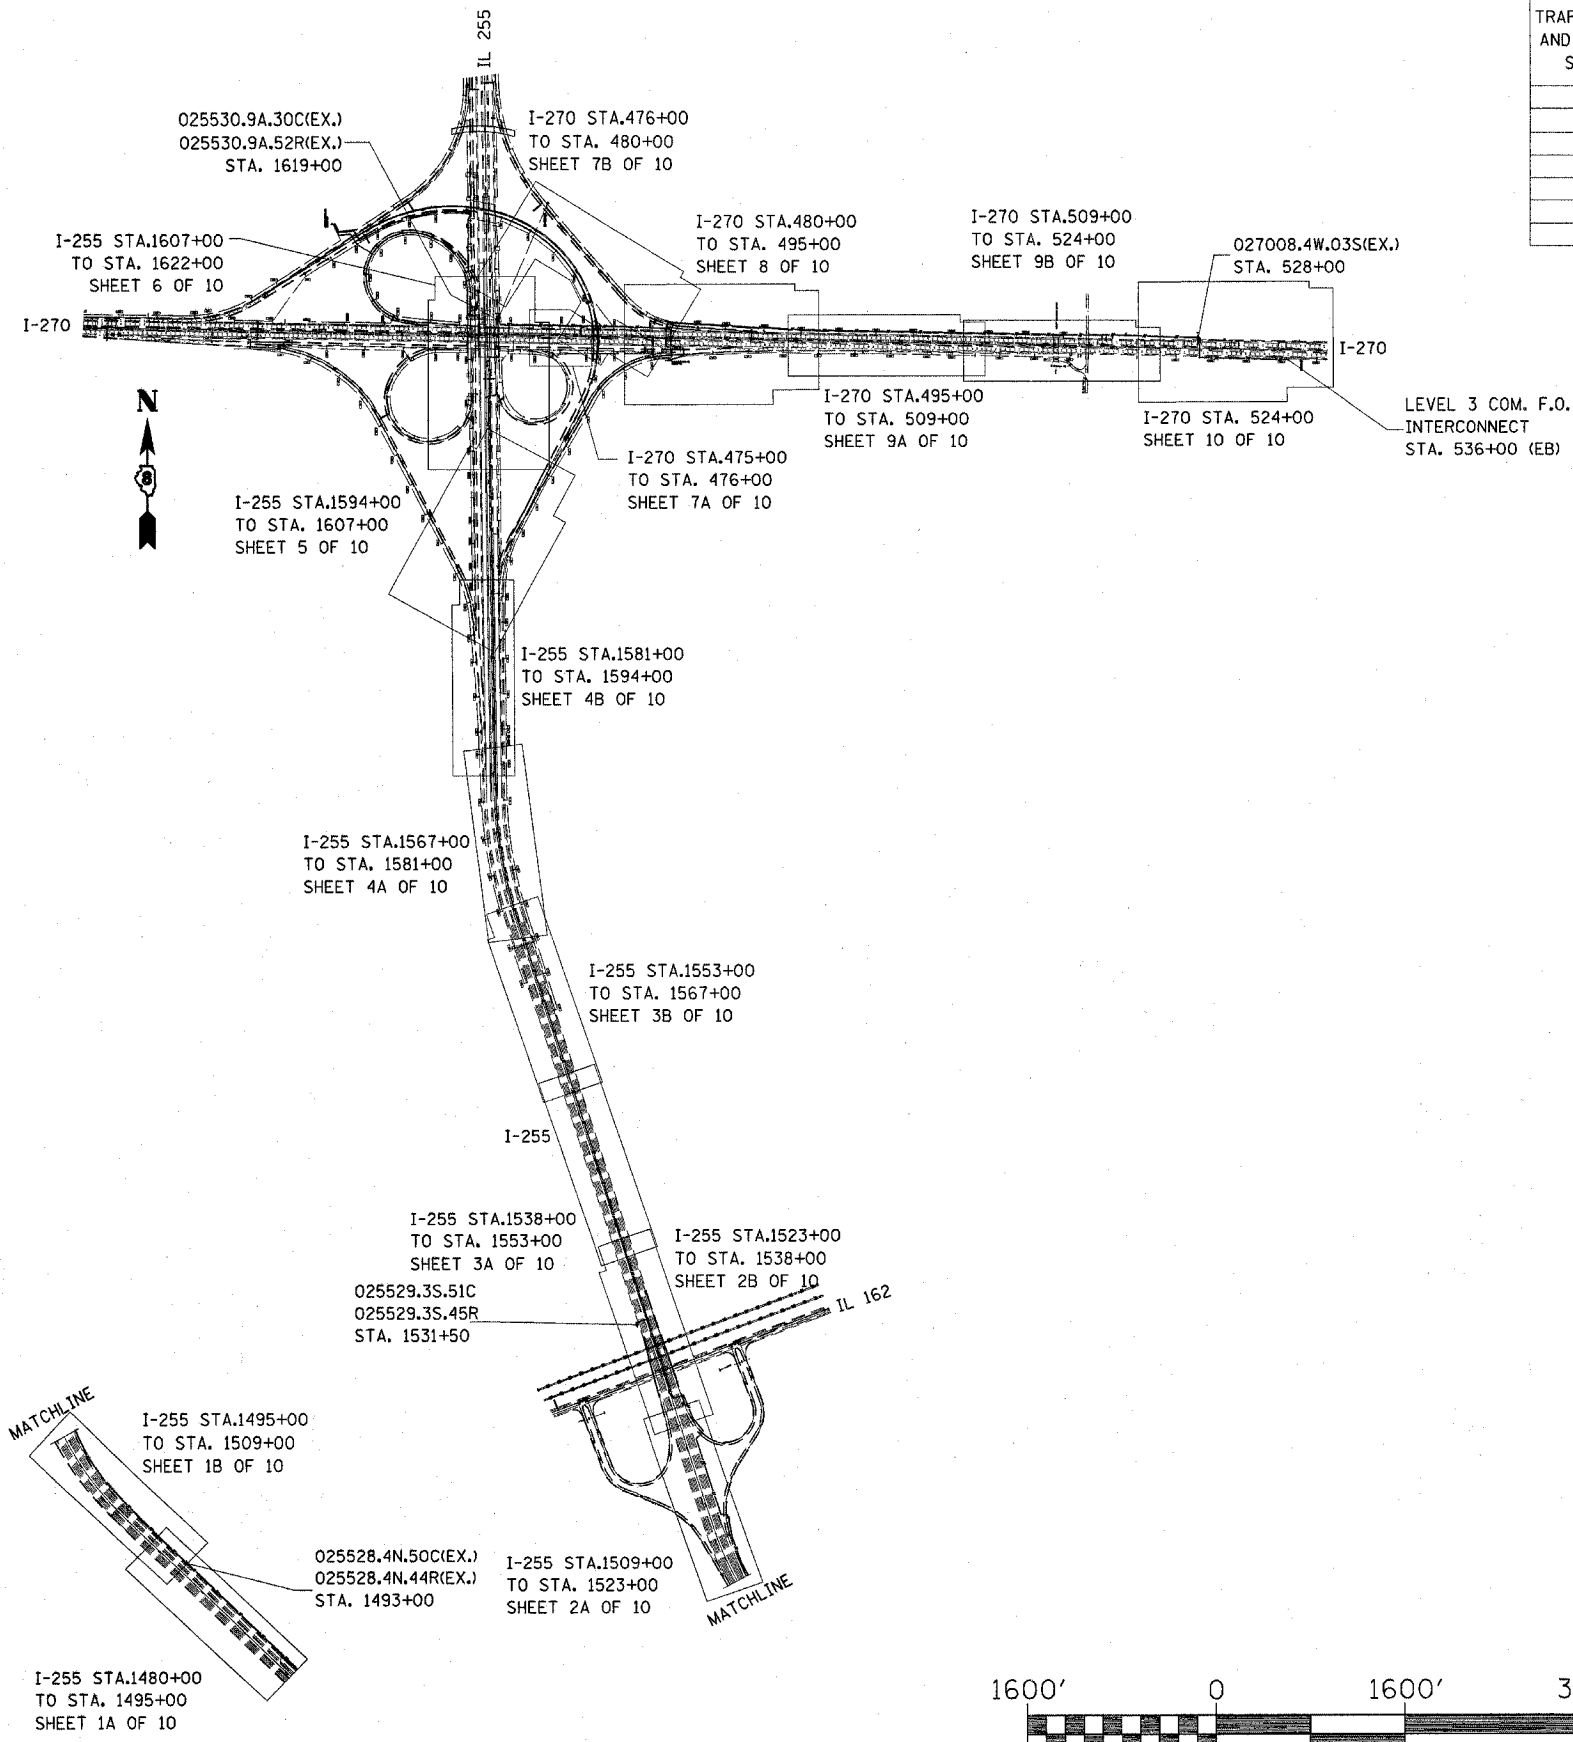 IL 255
TRAF
AND
S
025530.9A.30C(EX.)
025530.9A.52R(EX.)
STA. 1619+00
I-270 STA.476+00
TO STA. 480+00
SHEET 7B OF 10
I-255 STA.1607+00
TO STA. 1622+00
SHEET 6 OF 10
I-270 STA.480+00
TO STA. 495+00
SHEET 8 OF 10
I-270 STA.509+00
TO STA. 524+00
SHEET 9B OF 10
027008.4W.03S(EX.)
STA. 528+00
I-270
I-270
N
8
I-270 STA.495+00
TO STA. 509+00
SHEET 9A OF 10
I-270 STA. 524+00
SHEET 10 OF 10
LEVEL 3 COM. F.O.
INTERCONNECT
STA. 536+00 (EB)
I-270 STA.475+00
TO STA. 476+00
SHEET 7A OF 10
I-255 STA.1594+00
TO STA. 1607+00
SHEET 5 OF 10
I-255 STA.1581+00
TO STA. 1594+00
SHEET 4B OF 10
I-255 STA.1567+00
TO STA. 1581+00
SHEET 4A OF 10
I-255 STA.1553+00
TO STA. 1567+00
SHEET 3B OF 10
I-255
I-255 STA.1538+00
TO STA. 1553+00
SHEET 3A OF 10
I-255 STA.1523+00
TO STA. 1538+00
SHEET 2B OF 10
025529.3S.51C
025529.3S.45R
STA. 1531+50
IL 162
MATCHLINE
I-255 STA.1495+00
TO STA. 1509+00
SHEET 1B OF 10
025528.4N.50C(EX.)
025528.4N.44R(EX.)
STA. 1493+00
I-255 STA.1509+00
TO STA. 1523+00
SHEET 2A OF 10
MATCHLINE
I-255 STA.1480+00
TO STA. 1495+00
SHEET 1A OF 10
1600' 0 1600' 3